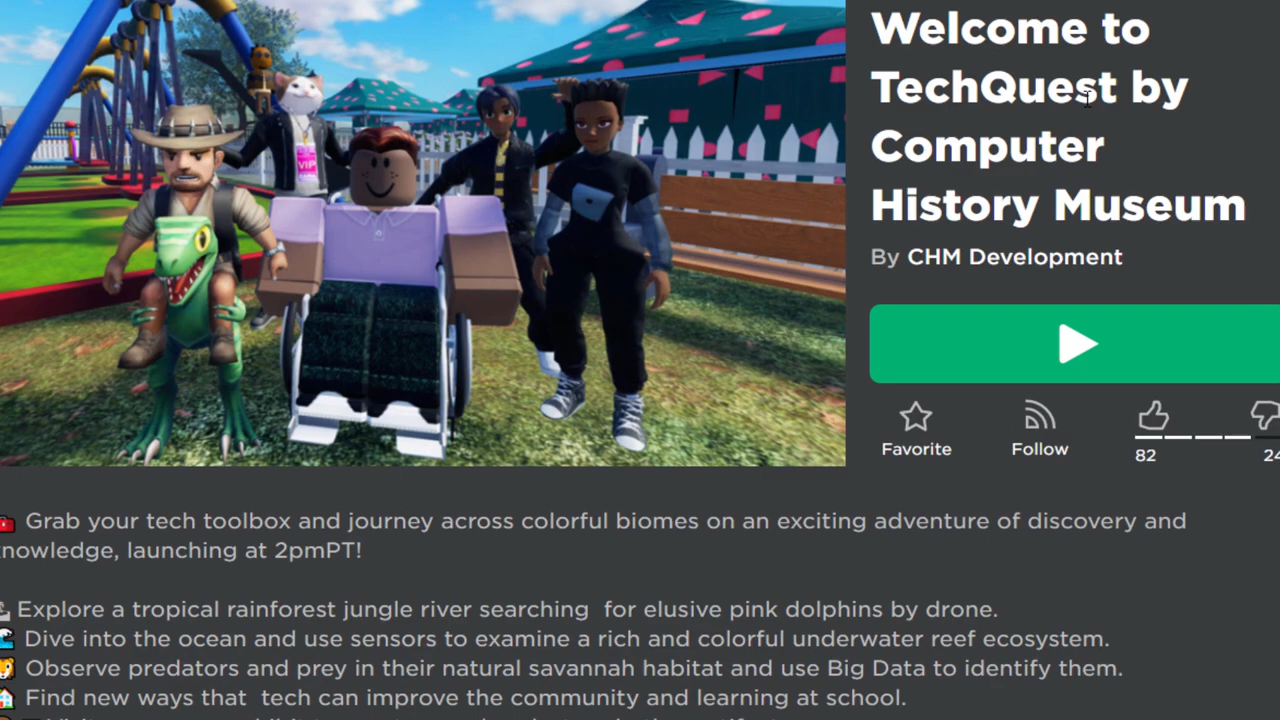 Welcome to
TechQuest by
Computer
History Museum
By CHM Development
VIP
Favorite
Follow
82
24
Grab your tech toolbox and journey across colorful biomes on an exciting adventure of discovery and
nowledge, launching at 2pmPT!
Explore a tropical rainforest jungle river searching  for elusive pink dolphins by drone.
Dive into the ocean and use sensors to examine a rich and colorful underwater reef ecosystem.
Observe predators and prey in their natural savannah habitat and use Big Data to identify them.
Find new ways that  tech can improve the community and learning at school.